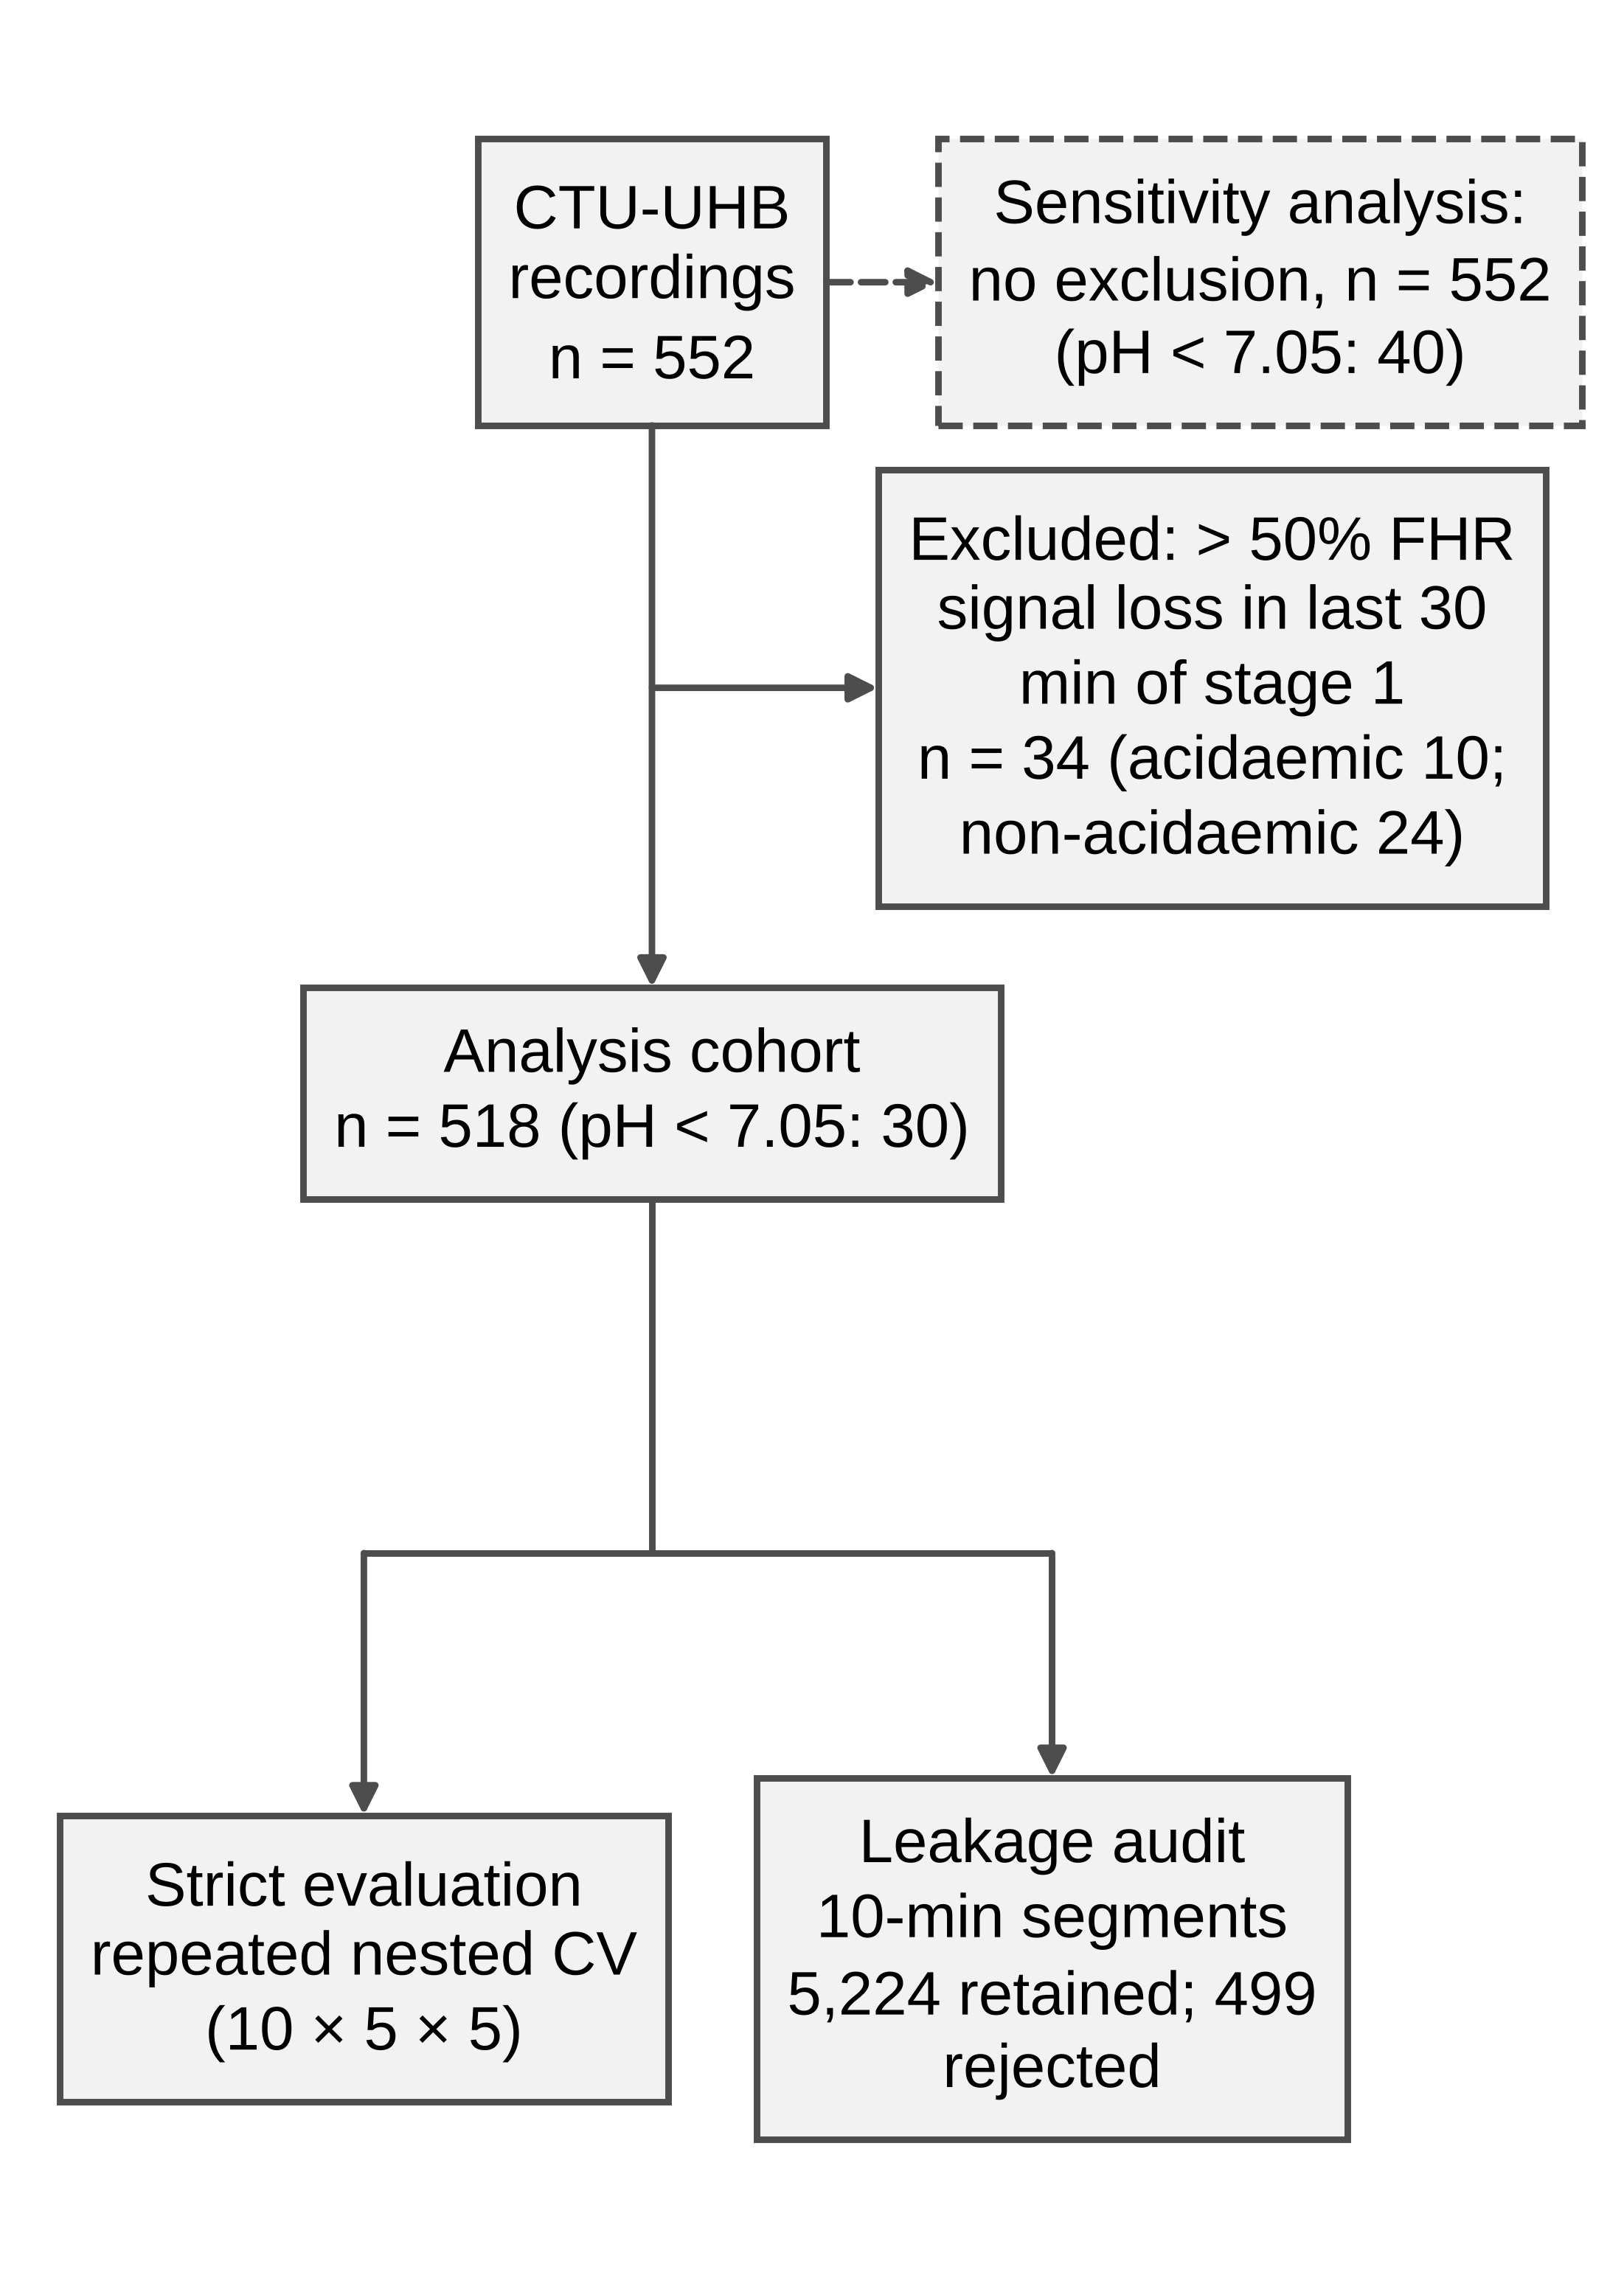 CTU-UHB
recordings
n = 552
Sensitivity analysis:
no exclusion, n = 552
(pH < 7.05: 40)
Excluded: > 50% FHR
signal loss in last 30
min of stage 1
n = 34 (acidaemic 10;
non-acidaemic 24)
Analysis cohort
n = 518 (pH < 7.05: 30)
Strict evaluation
repeated nested CV
(10 × 5 × 5)
Leakage audit
10-min segments
5,224 retained; 499
rejected